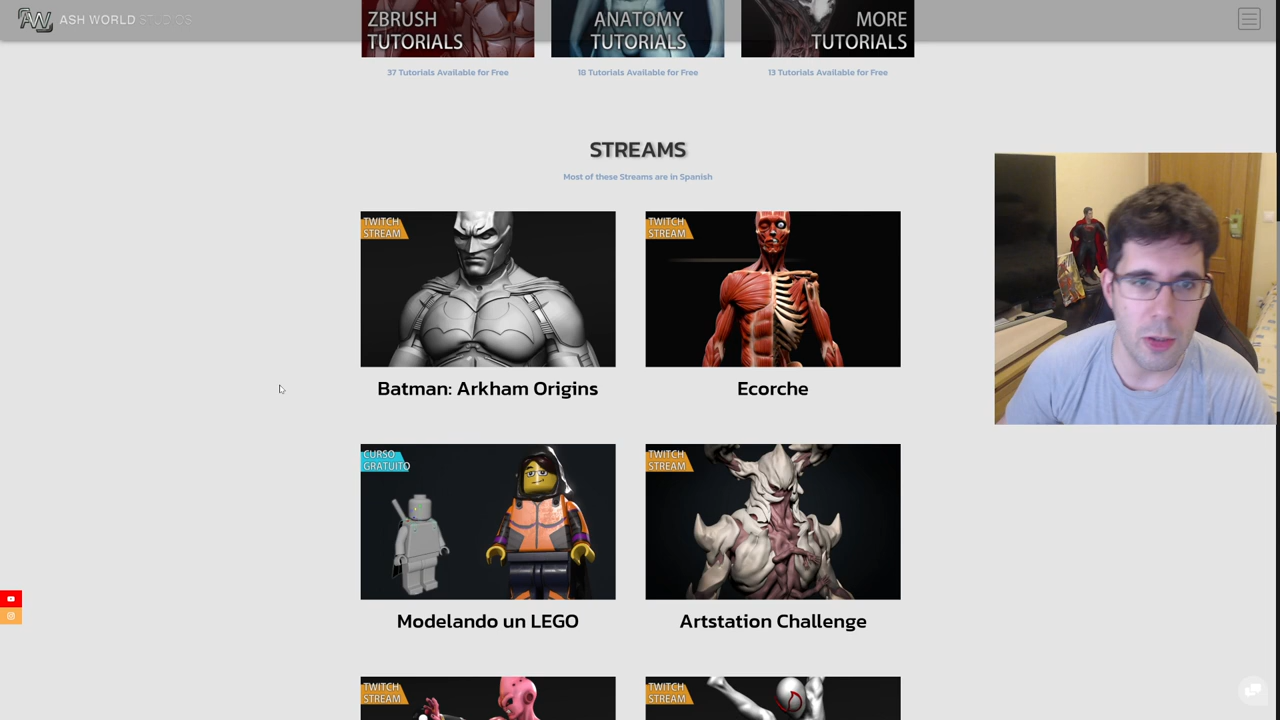 ASH WORLD STUDIOS
ZBRUSH
TUTORIALS
ANATOMY
TUTORIALS
MORE
TUTORIALS
37 Tutorials Available for Free
18 Tutorials Available for Free
13 Tutorials Available for Free
STREAMS
Most of these Streams are in Spanish
TWITCH
STREAM
TWITCH
STREAM
Batman: Arkham Origins
Ecorche
CURSO
GRATUITO
TWITCH
STREAM
Modelando un LEGO
Artstation Challenge
TWITCH
STREAM
TWITCH
STREAM